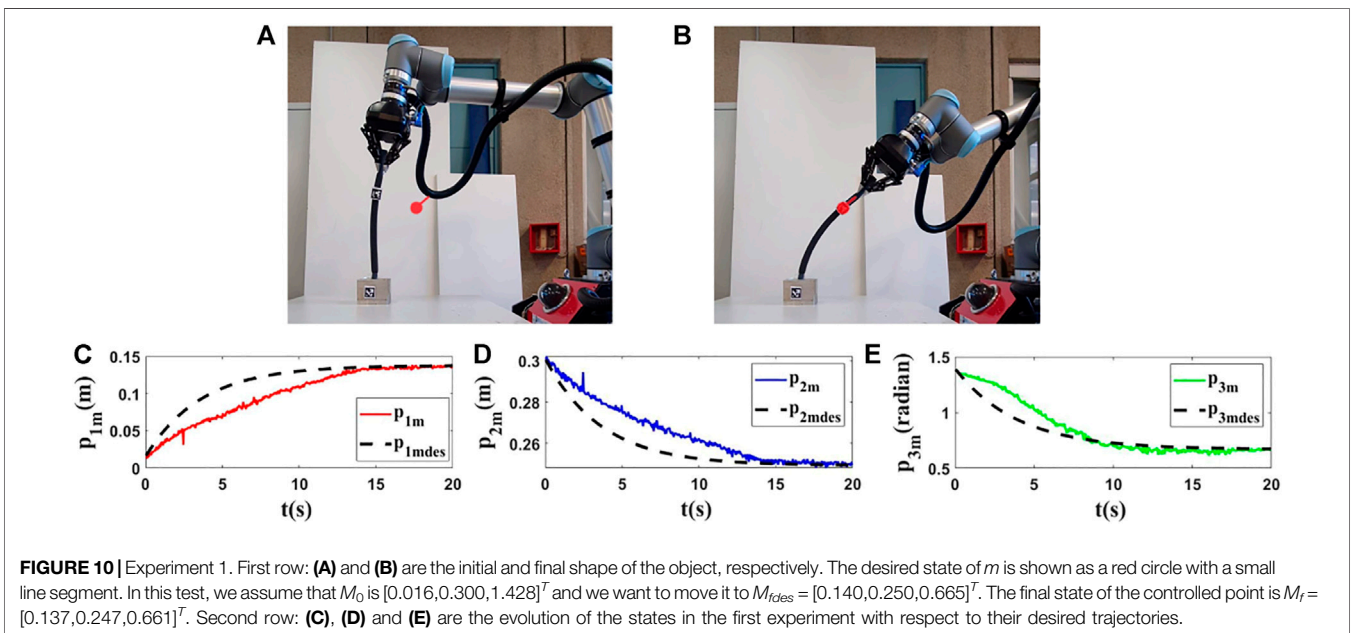 A
B
C
0.15
0.1
0.05
0
p1m(m)
p1m
p1mdes
0 5 10 15 20
t(s)
D
0.3
0.28
0.26
p2m(m)
p2m
p2mdes
0 5 10 15 20
t(s)
E
1.5
1
0.5
p3m(radian)
p3m
p3mdes
0 5 10 15 20
t(s)
FIGURE 10 | Experiment 1. First row: (A) and (B) are the initial and final shape of the object, respectively. The desired state of m is shown as a red circle with a small
line segment. In this test, we assume that M0 is [0.016,0.300,1.428]T and we want to move it to Mfdes = [0.140,0.250,0.665]T. The final state of the controlled point is Mf =
[0.137,0.247,0.661]T. Second row: (C), (D) and (E) are the evolution of the states in the first experiment with respect to their desired trajectories.